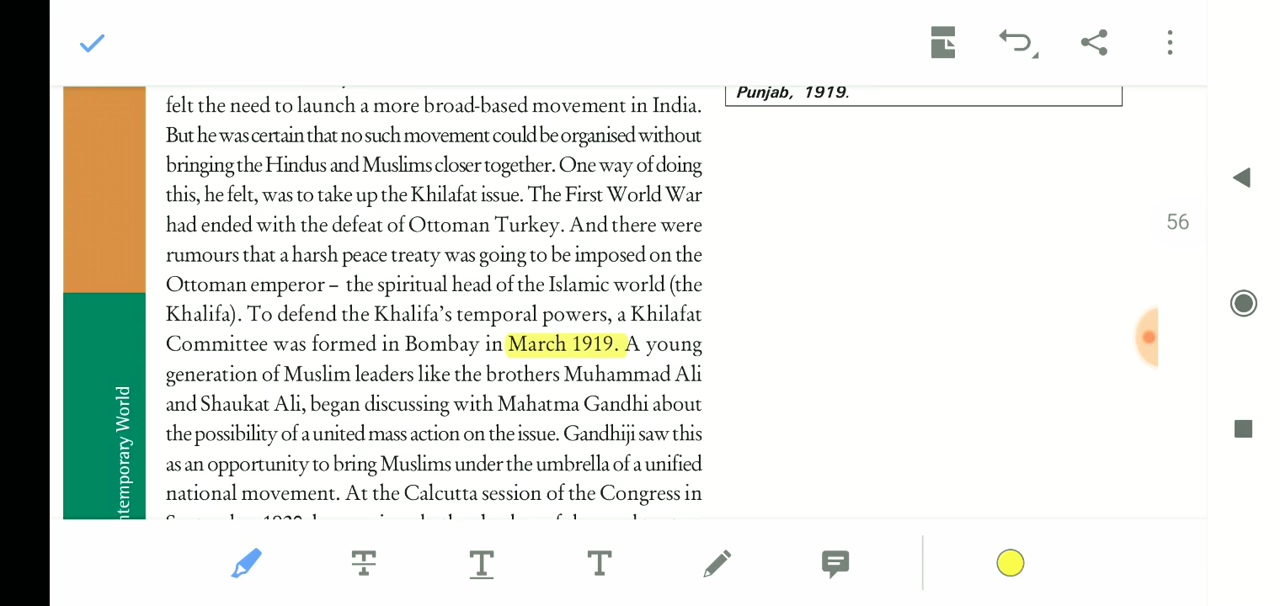 Punjab, 1919.
felt the need to launch a more broad-based movement in India.
But he was certain that no such movement could be organised without
bringing the Hindus and Muslims closer together. One way of doing
this, he felt, was to take up the Khilafat issue. The First World War
had ended with the defeat of Ottoman Turkey. And there were
rumours that a harsh peace treaty was going to be imposed on the
Ottoman emperor – the spiritual head of the Islamic world (the
Khalifa). To defend the Khalifa's temporal powers, a Khilafat
Committee was formed in Bombay in March 1919. A young
generation of Muslim leaders like the brothers Muhammad Ali
and Shaukat Ali, began discussing with Mahatma Gandhi about
the possibility of a united mass action on the issue. Gandhiji saw this
as an opportunity to bring Muslims under the umbrella of a unified
national movement. At the Calcutta session of the Congress in
ntemporary World
56